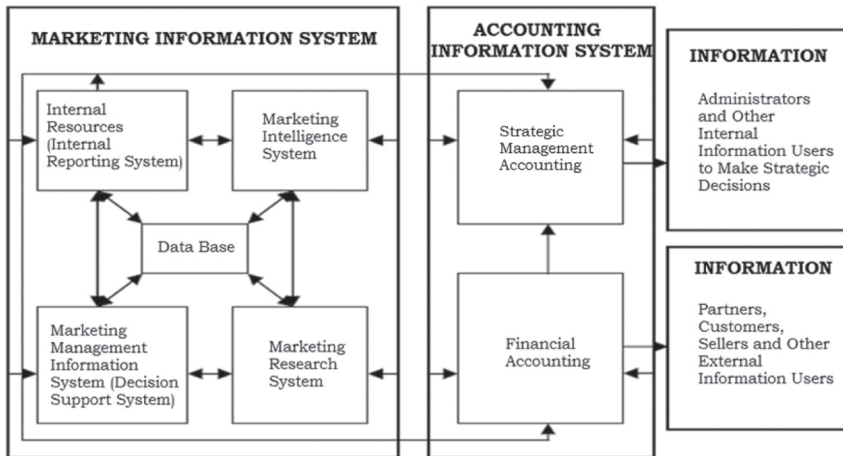 MARKETING INFORMATION SYSTEM
Internal
Resources
(Internal
Reporting System)
Marketing
Intelligence
System
Data Base
Marketing
Management
Information
System (Decision
Support System)
Marketing
Research
System
ACCOUNTING
INFORMATION SYSTEM
Strategic
Management
Accounting
Financial
Accounting
INFORMATION
Administrators
and Other
Internal
Information Users
to Make Strategic
Decisions
INFORMATION
Partners,
Customers,
Sellers and Other
External
Information Users